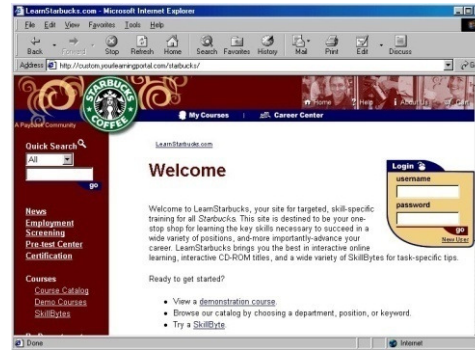 LearnStarbucks.com - Microsoft Internet Explorer
File Edit View Favorites Tools Help
Back Forward Stop Refresh Home Search Favorites History Mail Print Edit Discuss
Address http://custom.yourlearningportal.com/starbucks/
STARBUCKS COFFEE
Home ? Help i About Us
My Courses Career Center
Community
Quick Search
All
go
News
Employment
Screening
Pre-test Center
Certification
Courses
Course Catalog
Demo Courses
SkillBytes
LearnStarbucks.com
Welcome
Welcome to LearnStarbucks, your site for targeted, skill-specific
training for all Starbucks. This site is destined to be your one-
stop shop for learning the key skills necessary to succeed in a
wide variety of positions, and-more importantly-advance your
career. LearnStarbucks brings you the best in interactive online
learning, interactive CD-ROM titles, and a wide variety of SkillBytes for task-specific tips.
Ready to get started?
• View a demonstration course.
• Browse our catalog by choosing a department, position, or keyword.
• Try a SkillByte.
Login
username
password
go
New User
Done
Internet